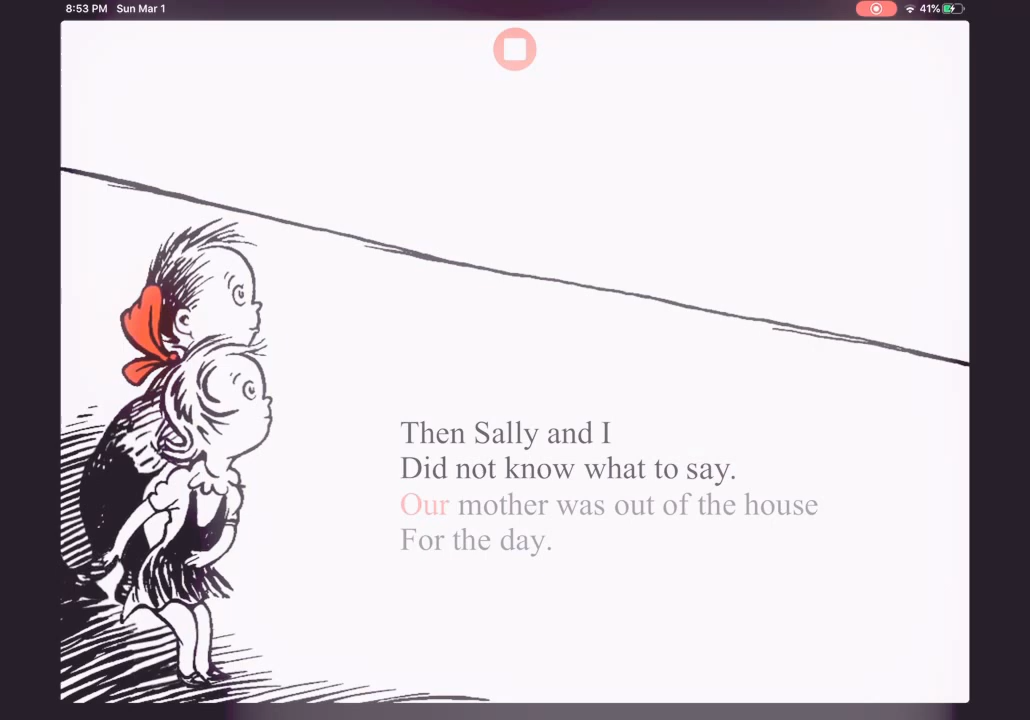 8:53 PM Sun Mar 1
41%
Then Sally and I
Did not know what to say.
Our mother was out of the house
For the day.